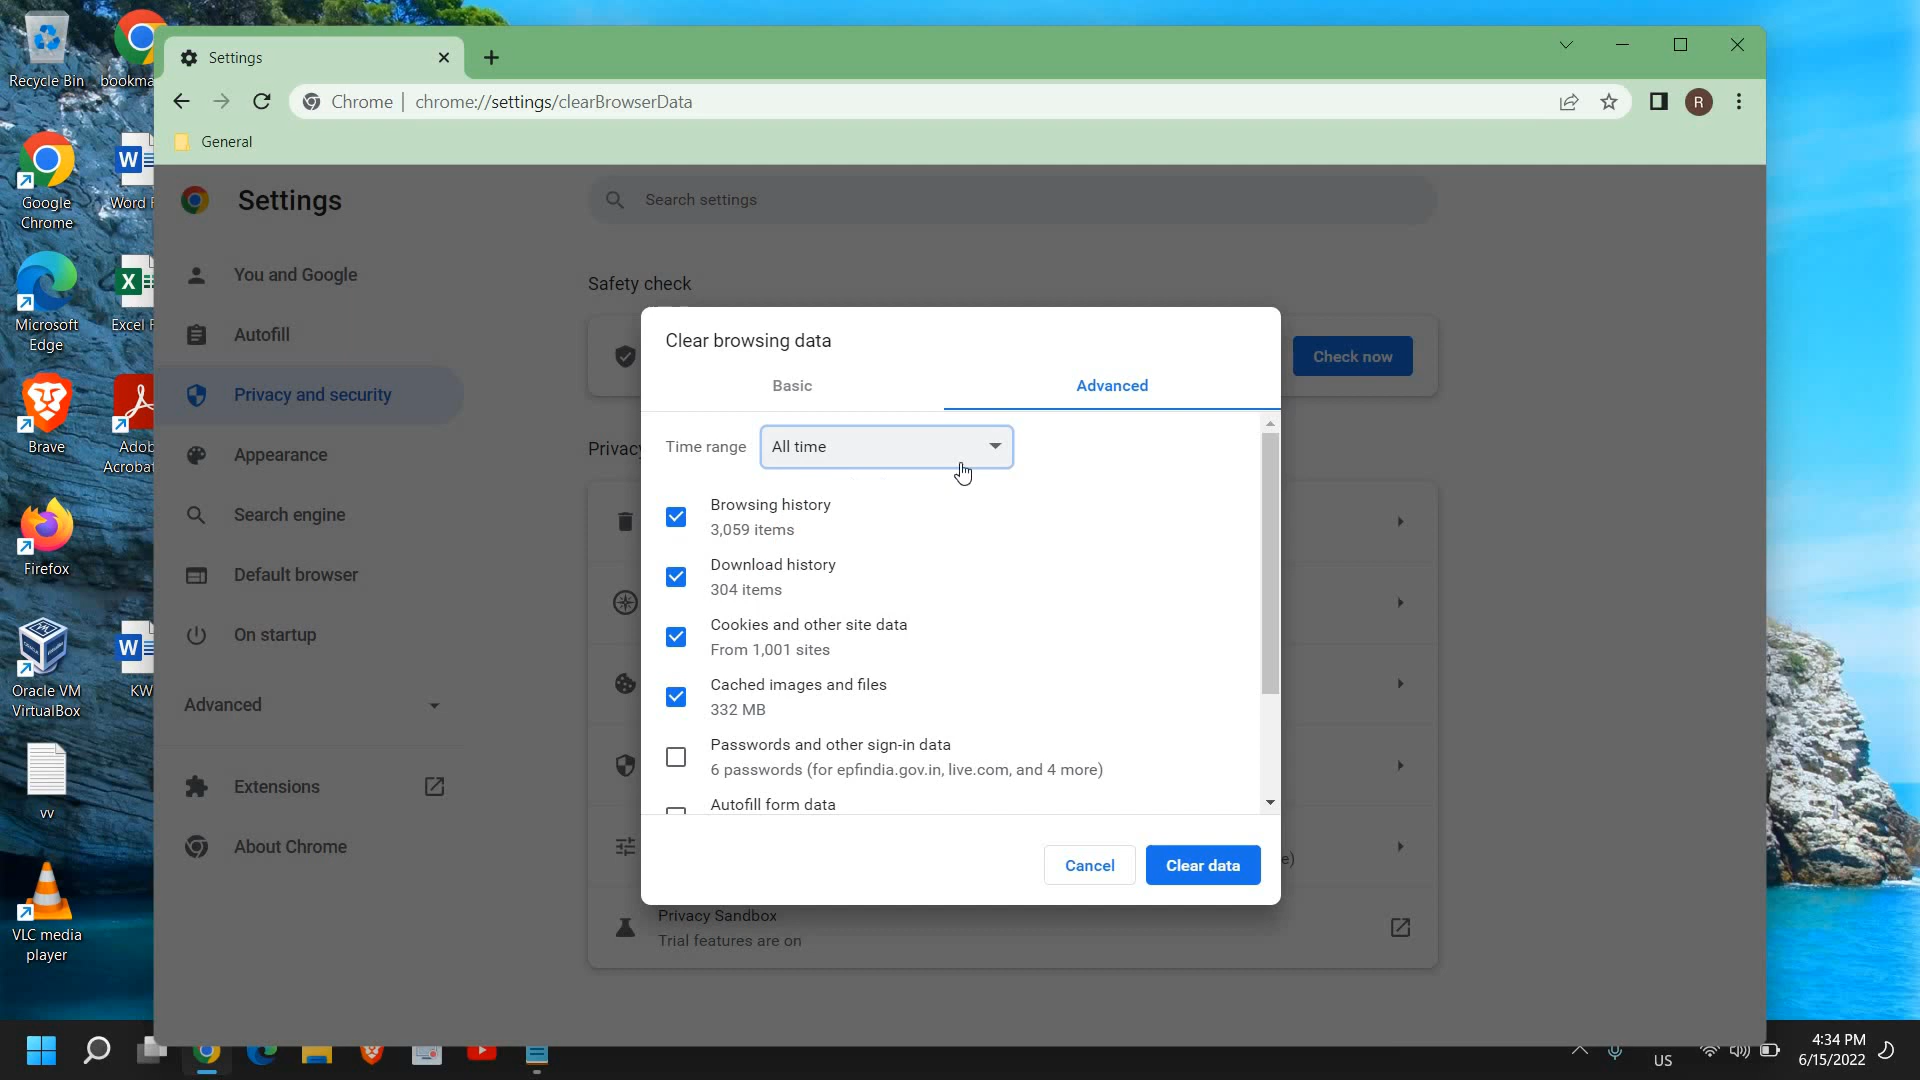 Recycle Bin
bookma
Google
Chrome
Word F
Microsoft
Edge
Excel F
Brave
Adob
Acrobat
Firefox
Oracle VM
VirtualBox
KW
vv
VLC media
player
Settings
Chrome | chrome://settings/clearBrowserData
R
General
Settings
Search settings
You and Google
Autofill
Privacy and security
Appearance
Search engine
Default browser
On startup
Advanced
Extensions
About Chrome
Safety check
Check now
Privacy
Clear browsing data
Basic
Advanced
Time range
All time
Browsing history
3,059 items
Download history
304 items
Cookies and other site data
From 1,001 sites
Cached images and files
332 MB
Passwords and other sign-in data
6 passwords (for epfindia.gov.in, live.com, and 4 more)
Autofill form data
Cancel
Clear data
e)
Privacy Sandbox
Trial features are on
US
4:34 PM
6/15/2022